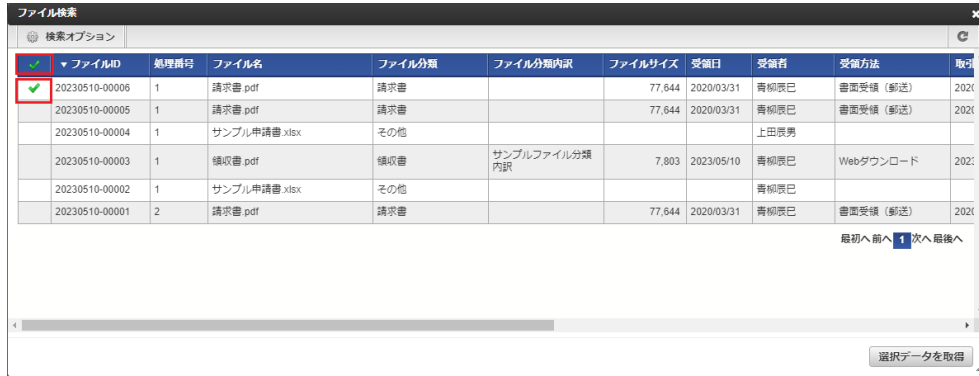 ファイル検索
検索オプション
▼ ファイルID 処理番号 ファイル名 ファイル分類 ファイル分類内訳 ファイルサイズ 受領日 受領者 受領方法 取引
20230510-00006 1 請求書.pdf 請求書 77,644 2020/03/31 青柳辰巳 書面受領（郵送） 2020
20230510-00005 1 請求書.pdf 請求書 77,644 2020/03/31 青柳辰巳 書面受領（郵送） 2020
20230510-00004 1 サンプル申請書.xlsx その他 上田辰男
20230510-00003 1 領収書.pdf 領収書 サンプルファイル分類内訳 7,803 2023/05/10 青柳辰巳 Webダウンロード 2023
20230510-00002 1 サンプル申請書.xlsx その他 青柳辰巳
20230510-00001 2 請求書.pdf 請求書 77,644 2020/03/31 青柳辰巳 書面受領（郵送） 2020
最初へ 前へ 1 次へ 最後へ
選択データを取得